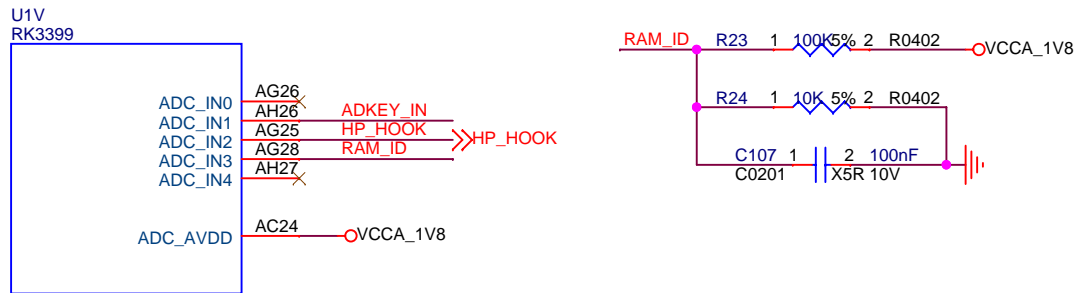 U1V
RK3399
ADC_IN0 AG26
ADC_IN1 AH26 ADKEY_IN
ADC_IN2 AG25 HP_HOOK HP_HOOK
ADC_IN3 AG28 RAM_ID
ADC_IN4 AH27
ADC_AVDD AC24 VCCA_1V8
RAM_ID R23 1 100K 5% 2 R0402 VCCA_1V8
R24 1 10K 5% 2 R0402
C107 1 2 100nF
C0201 X5R 10V